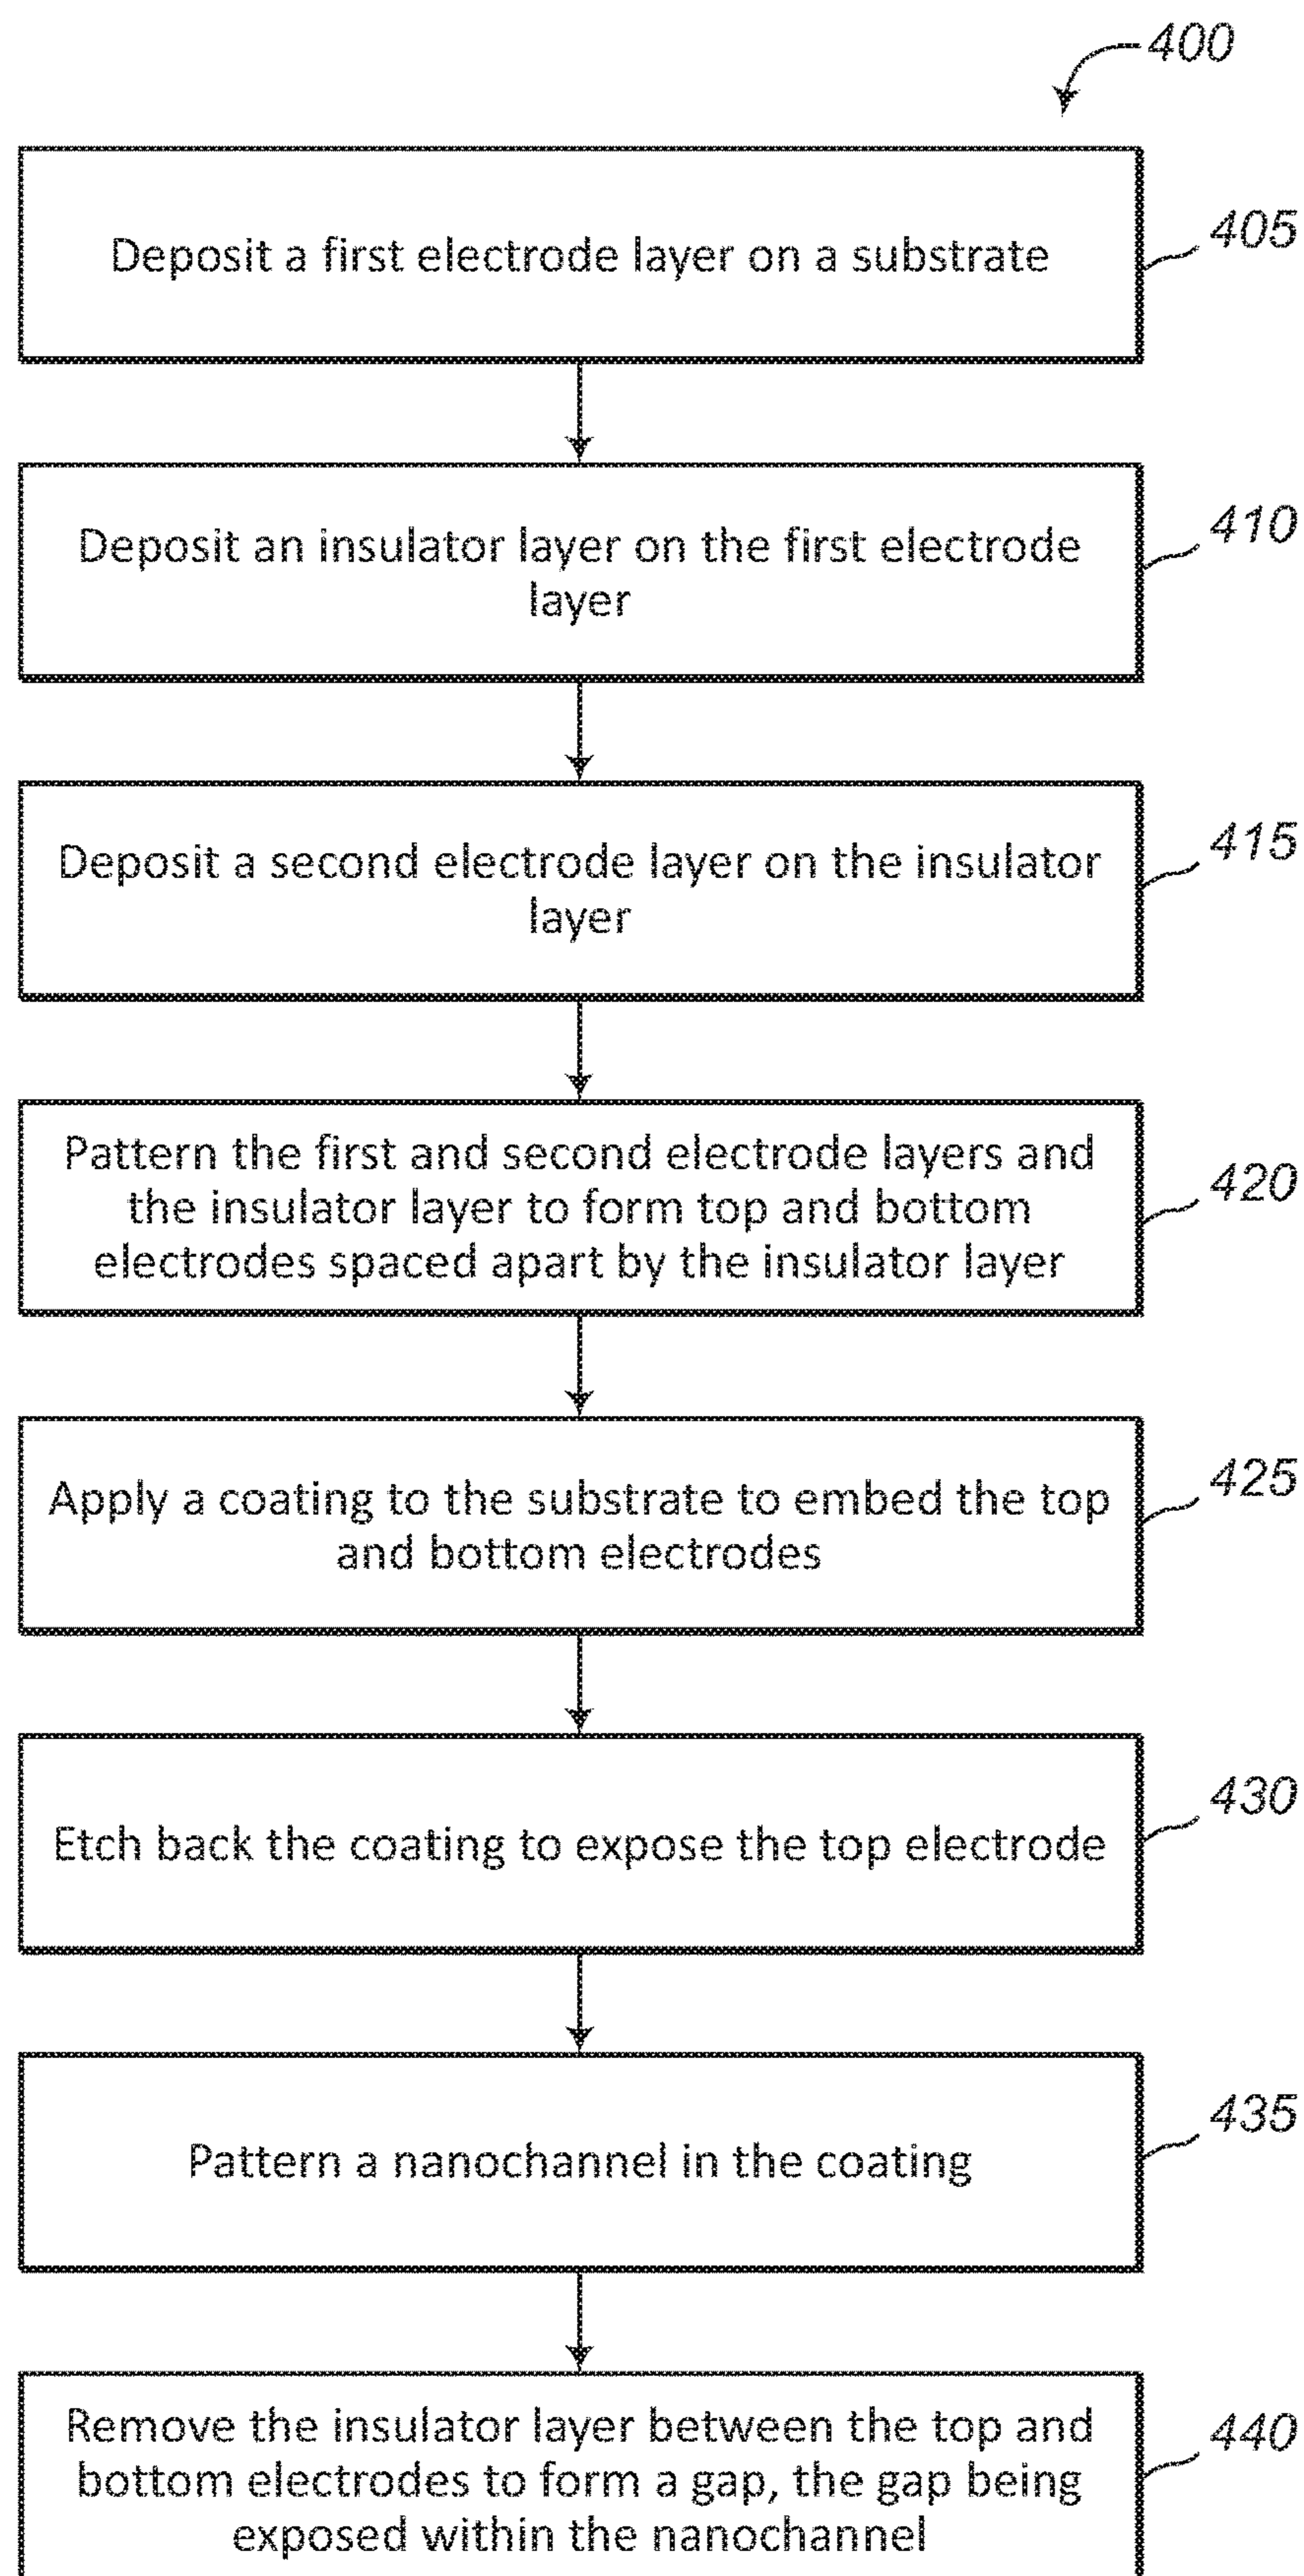 400
Deposit a first electrode layer on a substrate
405
Deposit an insulator layer on the first electrode
layer
410
Deposit a second electrode layer on the insulator
layer
415
Pattern the first and second electrode layers and
the insulator layer to form top and bottom
electrodes spaced apart by the insulator layer
420
Apply a coating to the substrate to embed the top
and bottom electrodes
425
Etch back the coating to expose the top electrode
430
Pattern a nanochannel in the coating
435
Remove the insulator layer between the top and
bottom electrodes to form a gap, the gap being
exposed within the nanochannel
440